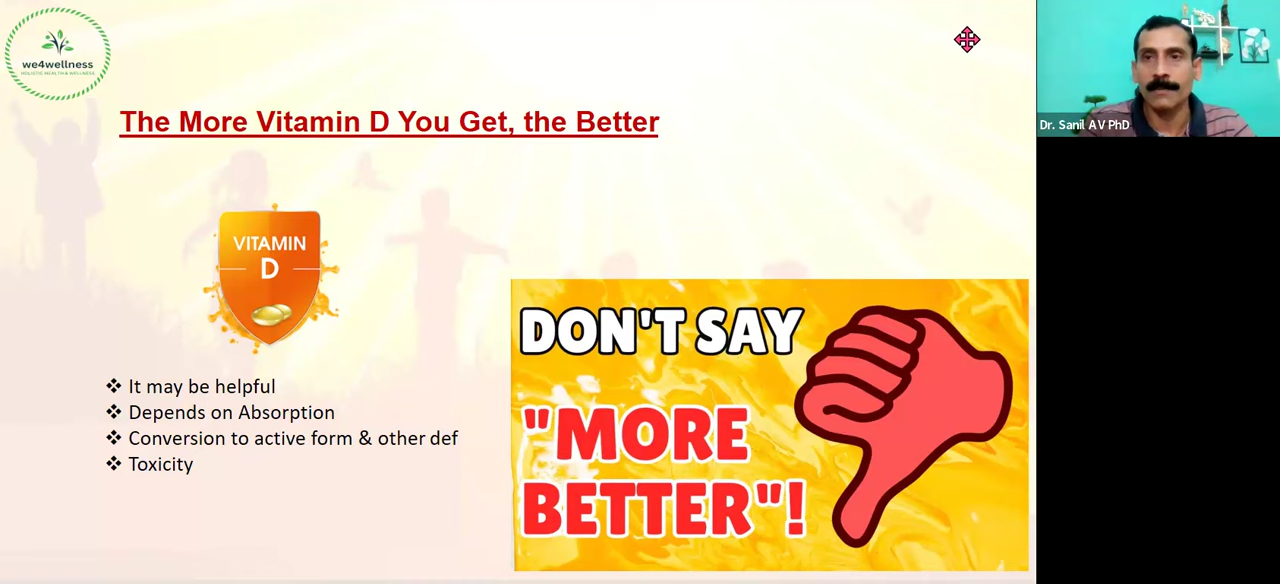 we4wellness
HOLISTIC HEALTH & WELLNESS
The More Vitamin D You Get, the Better
Dr. Sanil A V PhD
VITAMIN
D
DON'T SAY
"MORE
BETTER"!
❖ It may be helpful
❖ Depends on Absorption
❖ Conversion to active form & other def
❖ Toxicity